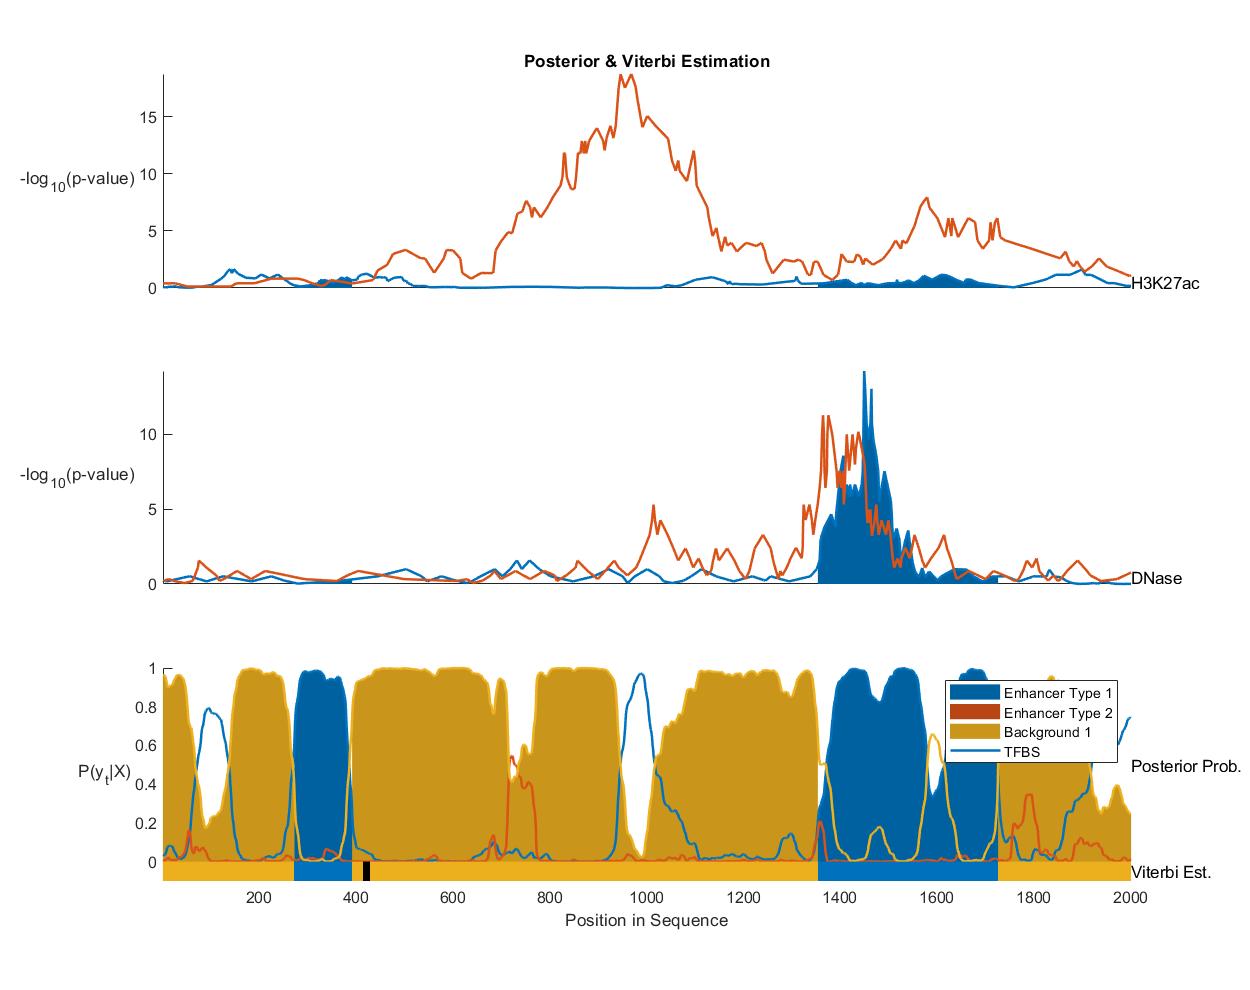 Posterior & Viterbi Estimation
15
10
5
0
-log10(p-value)
H3K27ac
10
5
0
-log10(p-value)
DNase
1
0.8
0.6
0.4
0.2
0
P(yt|X)
Enhancer Type 1
Enhancer Type 2
Background 1
TFBS
Posterior Prob.
Viterbi Est.
200 400 600 800 1000 1200 1400 1600 1800 2000
Position in Sequence